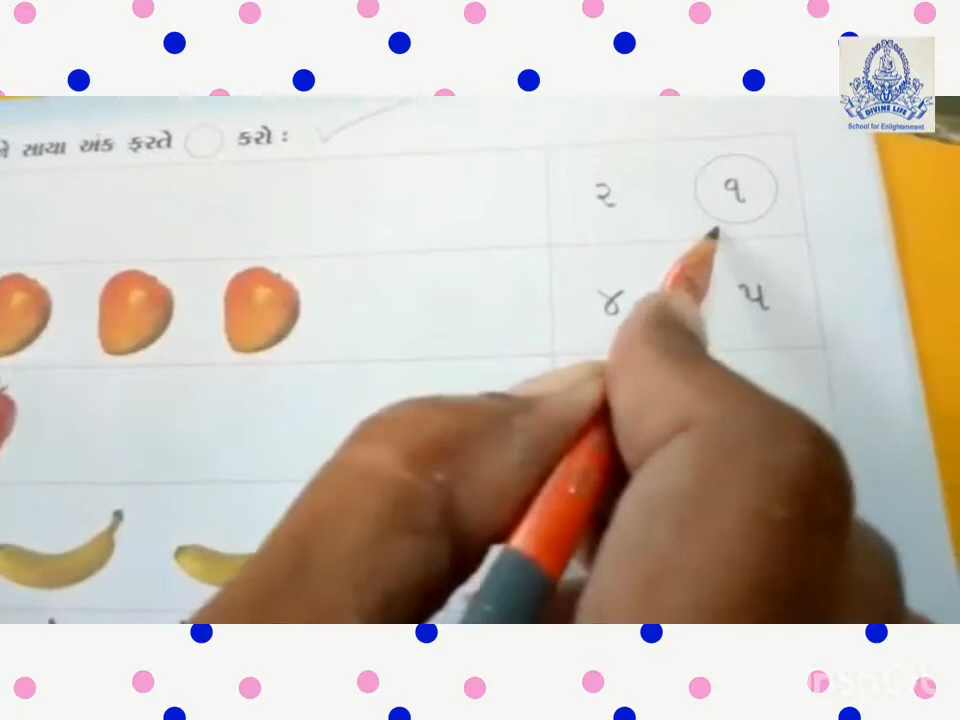 સાચા અંક ફરતે કરો :
૨ ૧
૪ ૫
DIVINE LIFE
School for Enlightenment